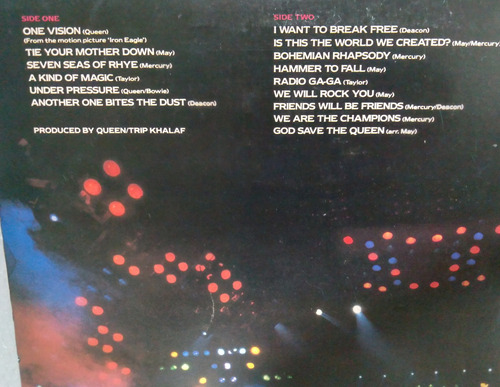 SIDE ONE
ONE VISION (Queen)
(From the motion picture 'Iron Eagle')
TIE YOUR MOTHER DOWN (May)
SEVEN SEAS OF RHYE (Mercury)
A KIND OF MAGIC (Taylor)
UNDER PRESSURE (Queen/Bowie)
ANOTHER ONE BITES THE DUST (Deacon)
PRODUCED BY QUEEN/TRIP KHALAF
SIDE TWO
I WANT TO BREAK FREE (Deacon)
IS THIS THE WORLD WE CREATED? (May/Mercury)
BOHEMIAN RHAPSODY (Mercury)
HAMMER TO FALL (May)
RADIO GA-GA (Taylor)
WE WILL ROCK YOU (May)
FRIENDS WILL BE FRIENDS (Mercury/Deacon)
WE ARE THE CHAMPIONS (Mercury)
GOD SAVE THE QUEEN (arr. May)